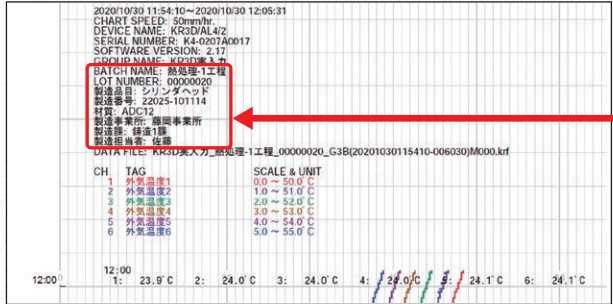 2020/10/30 11:54:10～2020/10/30 12:05:31
CHART SPEED: 50mm/hr.
DEVICE NAME: KR3D/AL4/2
SERIAL NUMBER: K4-0207A0017
SOFTWARE VERSION: 2.17
GROUP NAME: KR3D実入力
BATCH NAME: 熱処理-1工程
LOT NUMBER: 00000020
製造品目: シリンダヘッド
製造番号: 22025-101114
材質: ADC12
製造事業所: 藤岡事業所
製造課: 鋳造1課
製造担当者: 佐藤
DATA FILE: KR3D実入力_熱処理-1工程_00000020_G3B(20201030115410-006030)M000.krf
CH TAG SCALE & UNIT
1 外気温度1 0.0 ～ 50.0°C
2 外気温度2 1.0 ～ 51.0°C
3 外気温度3 2.0 ～ 52.0°C
4 外気温度4 3.0 ～ 53.0°C
5 外気温度5 4.0 ～ 54.0°C
6 外気温度6 5.0 ～ 55.0°C
12:00
12:00 1: 23.9°C 2: 24.0°C 3: 24.0°C 4: 24.0°C 5: 24.1°C 6: 24.1°C